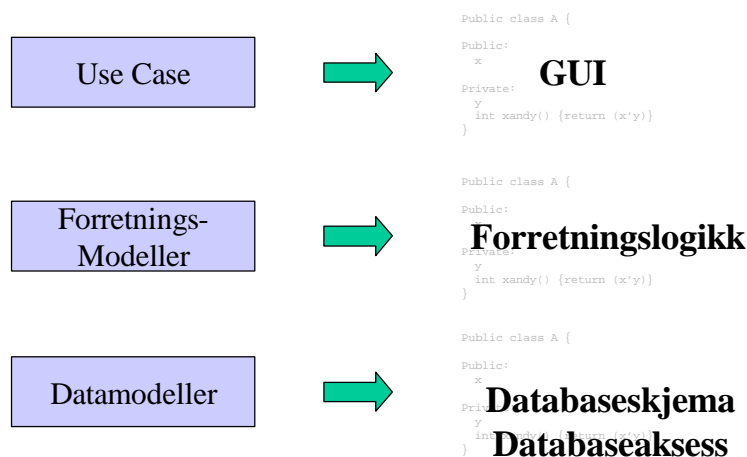 Use Case
Public class A {
Public:
x
GUI
Private:
y
int xandy() {return (x’y)}
}
Forretnings-
Modeller
Public class A {
Public:
Forretningslogikk
Private:
y
int xandy() {return (x’y)}
}
Datamodeller
Public class A {
Public:
x
Databaseskjema
y
Databaseaksess
}